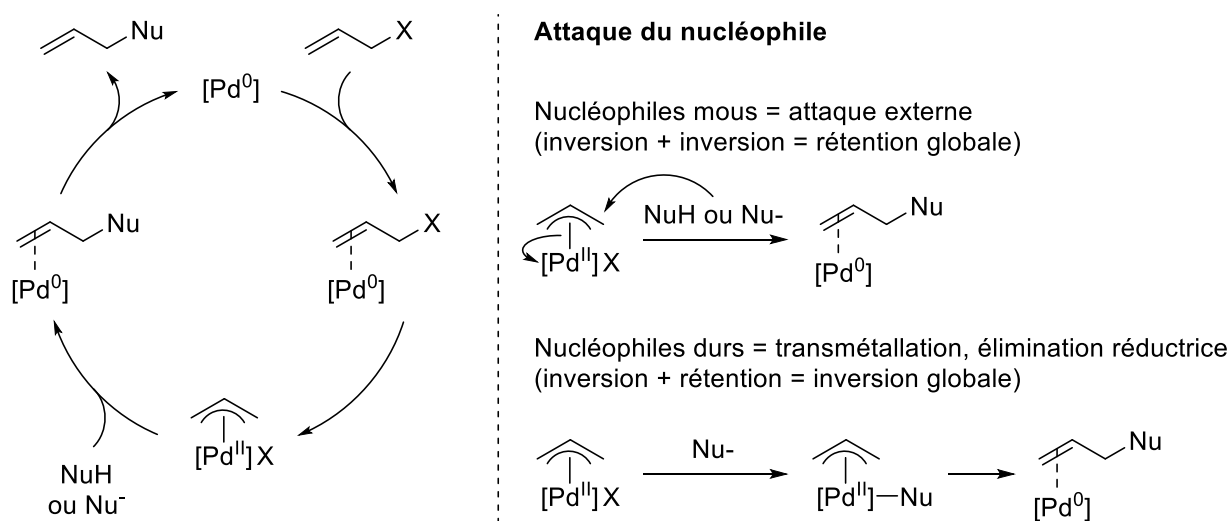 Nu
X
[Pd⁰]
Nu
[Pd⁰]
X
[Pd⁰]
[Pdᴵᴵ]X
NuH
ou Nu⁻
Attaque du nucléophile
Nucléophiles mous = attaque externe
(inversion + inversion = rétention globale)
[Pdᴵᴵ]X
NuH ou Nu-
Nu
[Pd⁰]
Nucléophiles durs = transmétallation, élimination réductrice
(inversion + rétention = inversion globale)
[Pdᴵᴵ]X
Nu-
[Pdᴵᴵ]—Nu
Nu
[Pd⁰]